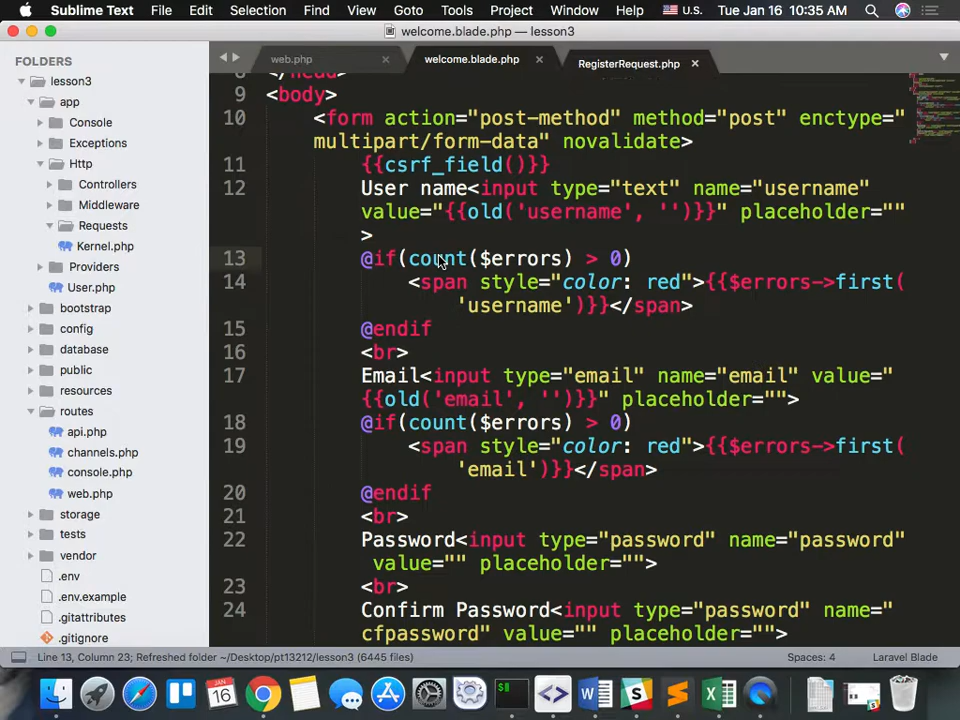 Sublime Text File Edit Selection Find View Goto Tools Project Window Help U.S. Tue Jan 16 10:35 AM
welcome.blade.php — lesson3
FOLDERS
lesson3
app
Console
Exceptions
Http
Controllers
Middleware
Requests
Kernel.php
Providers
User.php
bootstrap
config
database
public
resources
routes
api.php
channels.php
console.php
web.php
storage
tests
vendor
.env
.env.example
.gitattributes
.gitignore
web.php × welcome.blade.php × RegisterRequest.php ×
9 <body>
10 <form action="post-method" method="post" enctype="
multipart/form-data" novalidate>
11 {{csrf_field()}}
12 User name<input type="text" name="username"
value="{{old('username', '')}}" placeholder=""
>
13 @if(count($errors) > 0)
14 <span style="color: red">{{$errors->first(
'username')}}</span>
15 @endif
16 <br>
17 Email<input type="email" name="email" value="
{{old('email', '')}}" placeholder="">
18 @if(count($errors) > 0)
19 <span style="color: red">{{$errors->first(
'email')}}</span>
20 @endif
21 <br>
22 Password<input type="password" name="password"
value="" placeholder="">
23 <br>
24 Confirm Password<input type="password" name="
cfpassword" value="" placeholder="">
Line 13, Column 23; Refreshed folder ~/Desktop/pt13212/lesson3 (6445 files) Spaces: 4 Laravel Blade